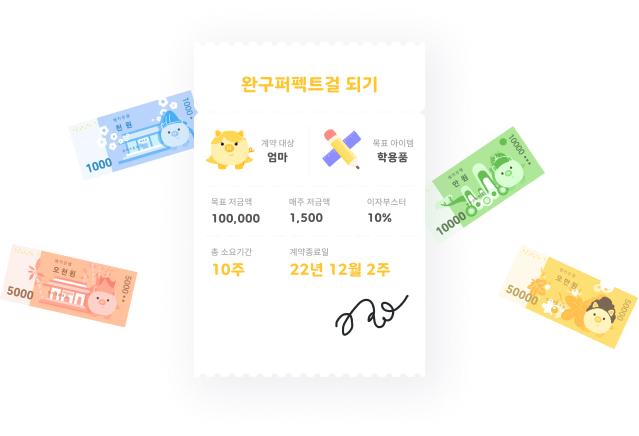 완구퍼펙트걸 되기
계약 대상
엄마
목표 아이템
학용품
목표 저금액
매주 저금액
이자부스터
100,000
1,500
10%
총 소요기간
계약종료일
10주
22년 12월 2주
천 원
1000
1000
오천원
5000
5000
만 원
10000
10000
오만원
50000
50000